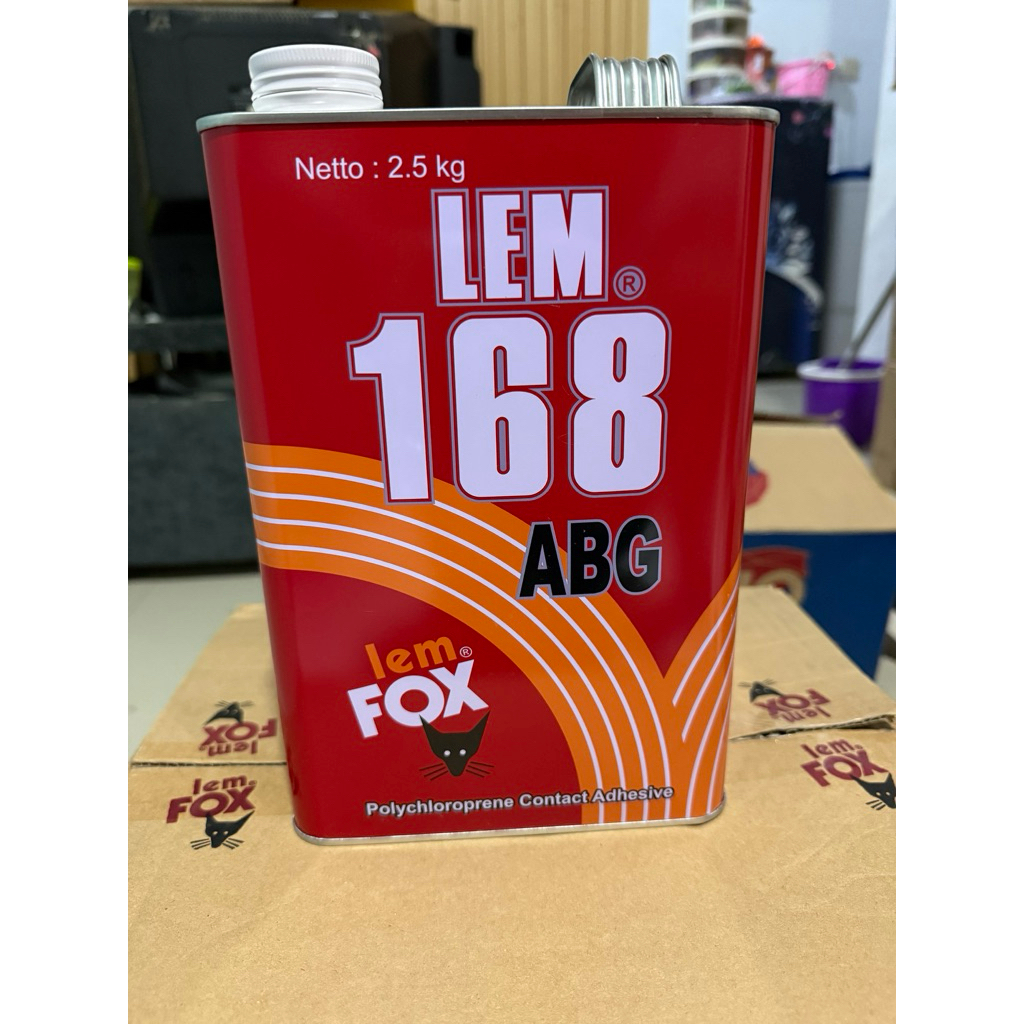 Netto : 2.5 kg
LEM®
168
ABG
lem®
FOX
Polychloroprene Contact Adhesive
lem
FOX
lem
FOX
lem
FOX
lem
FOX